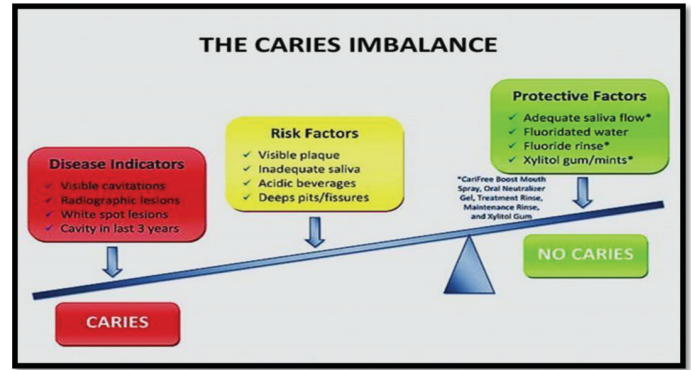 THE CARIES IMBALANCE
Disease Indicators
Visible cavitations
Radiographic lesions
White spot lesions
Cavity in last 3 years
Risk Factors
Visible plaque
Inadequate saliva
Acidic beverages
Deeps pits/fissures
Protective Factors
Adequate saliva flow*
Fluoridated water
Fluoride rinse*
Xylitol gum/mints*
*CariFree Boost Mouth
Spray, Oral Neutralizer
Gel, Treatment Rinse,
Maintenance Rinse,
and Xylitol Gum
CARIES
NO CARIES